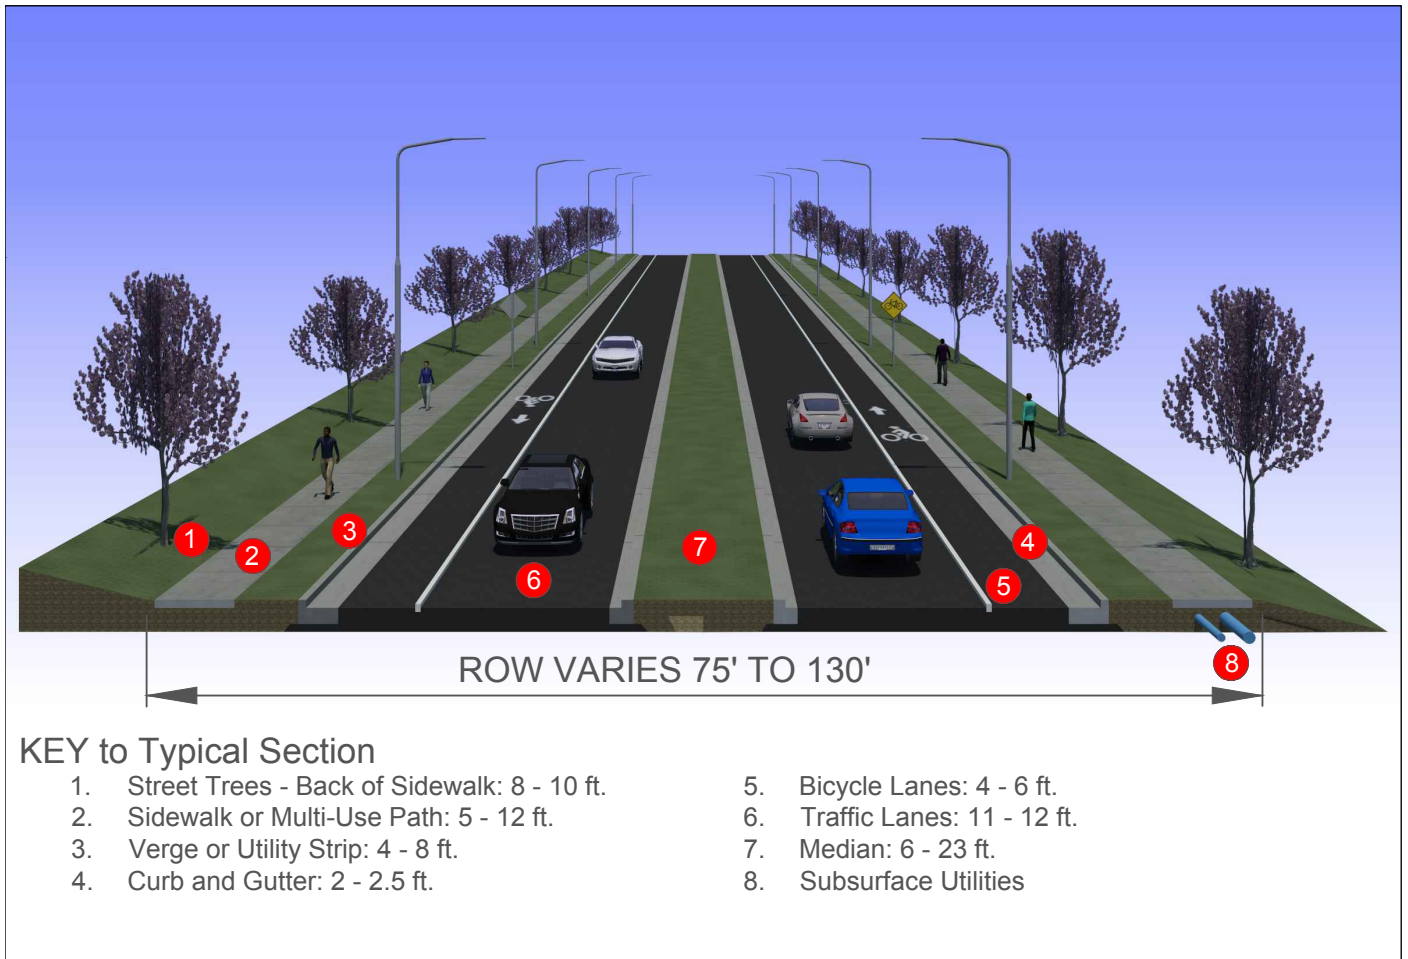 1
2
3
4
5
6
7
8
ROW VARIES 75' TO 130'
KEY to Typical Section
1. Street Trees - Back of Sidewalk: 8 - 10 ft.
2. Sidewalk or Multi-Use Path: 5 - 12 ft.
3. Verge or Utility Strip: 4 - 8 ft.
4. Curb and Gutter: 2 - 2.5 ft.
5. Bicycle Lanes: 4 - 6 ft.
6. Traffic Lanes: 11 - 12 ft.
7. Median: 6 - 23 ft.
8. Subsurface Utilities